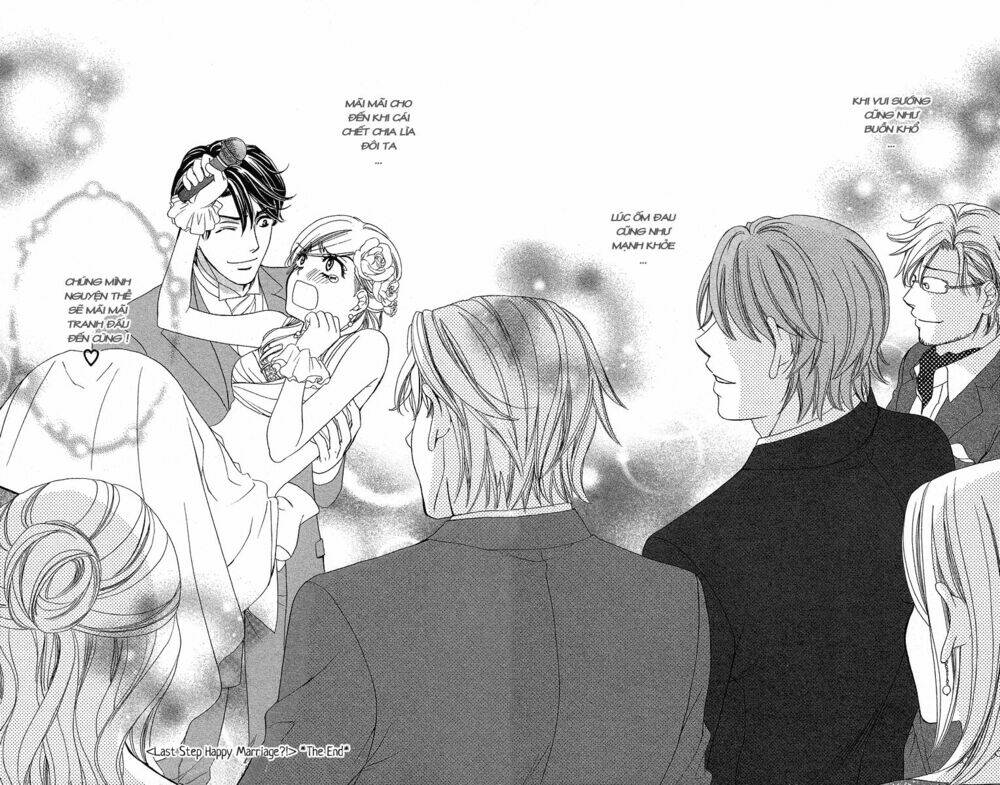 KHI VUI SƯỚNG
CŨNG NHƯ
BUỒN KHỔ
...
LÚC ỐM ĐAU
CŨNG NHƯ
MẠNH KHỎE
...
MÃI MÃI CHO
ĐẾN KHI CÁI
CHẾT CHIA LÌA
ĐÔI TA
...
CHÚNG MÌNH
NGUYỆN THỀ
SẼ MÃI MÃI
TRANH ĐẤU
ĐẾN CÙNG !
♡
<Last Step Happy Marriage?!> *The End*